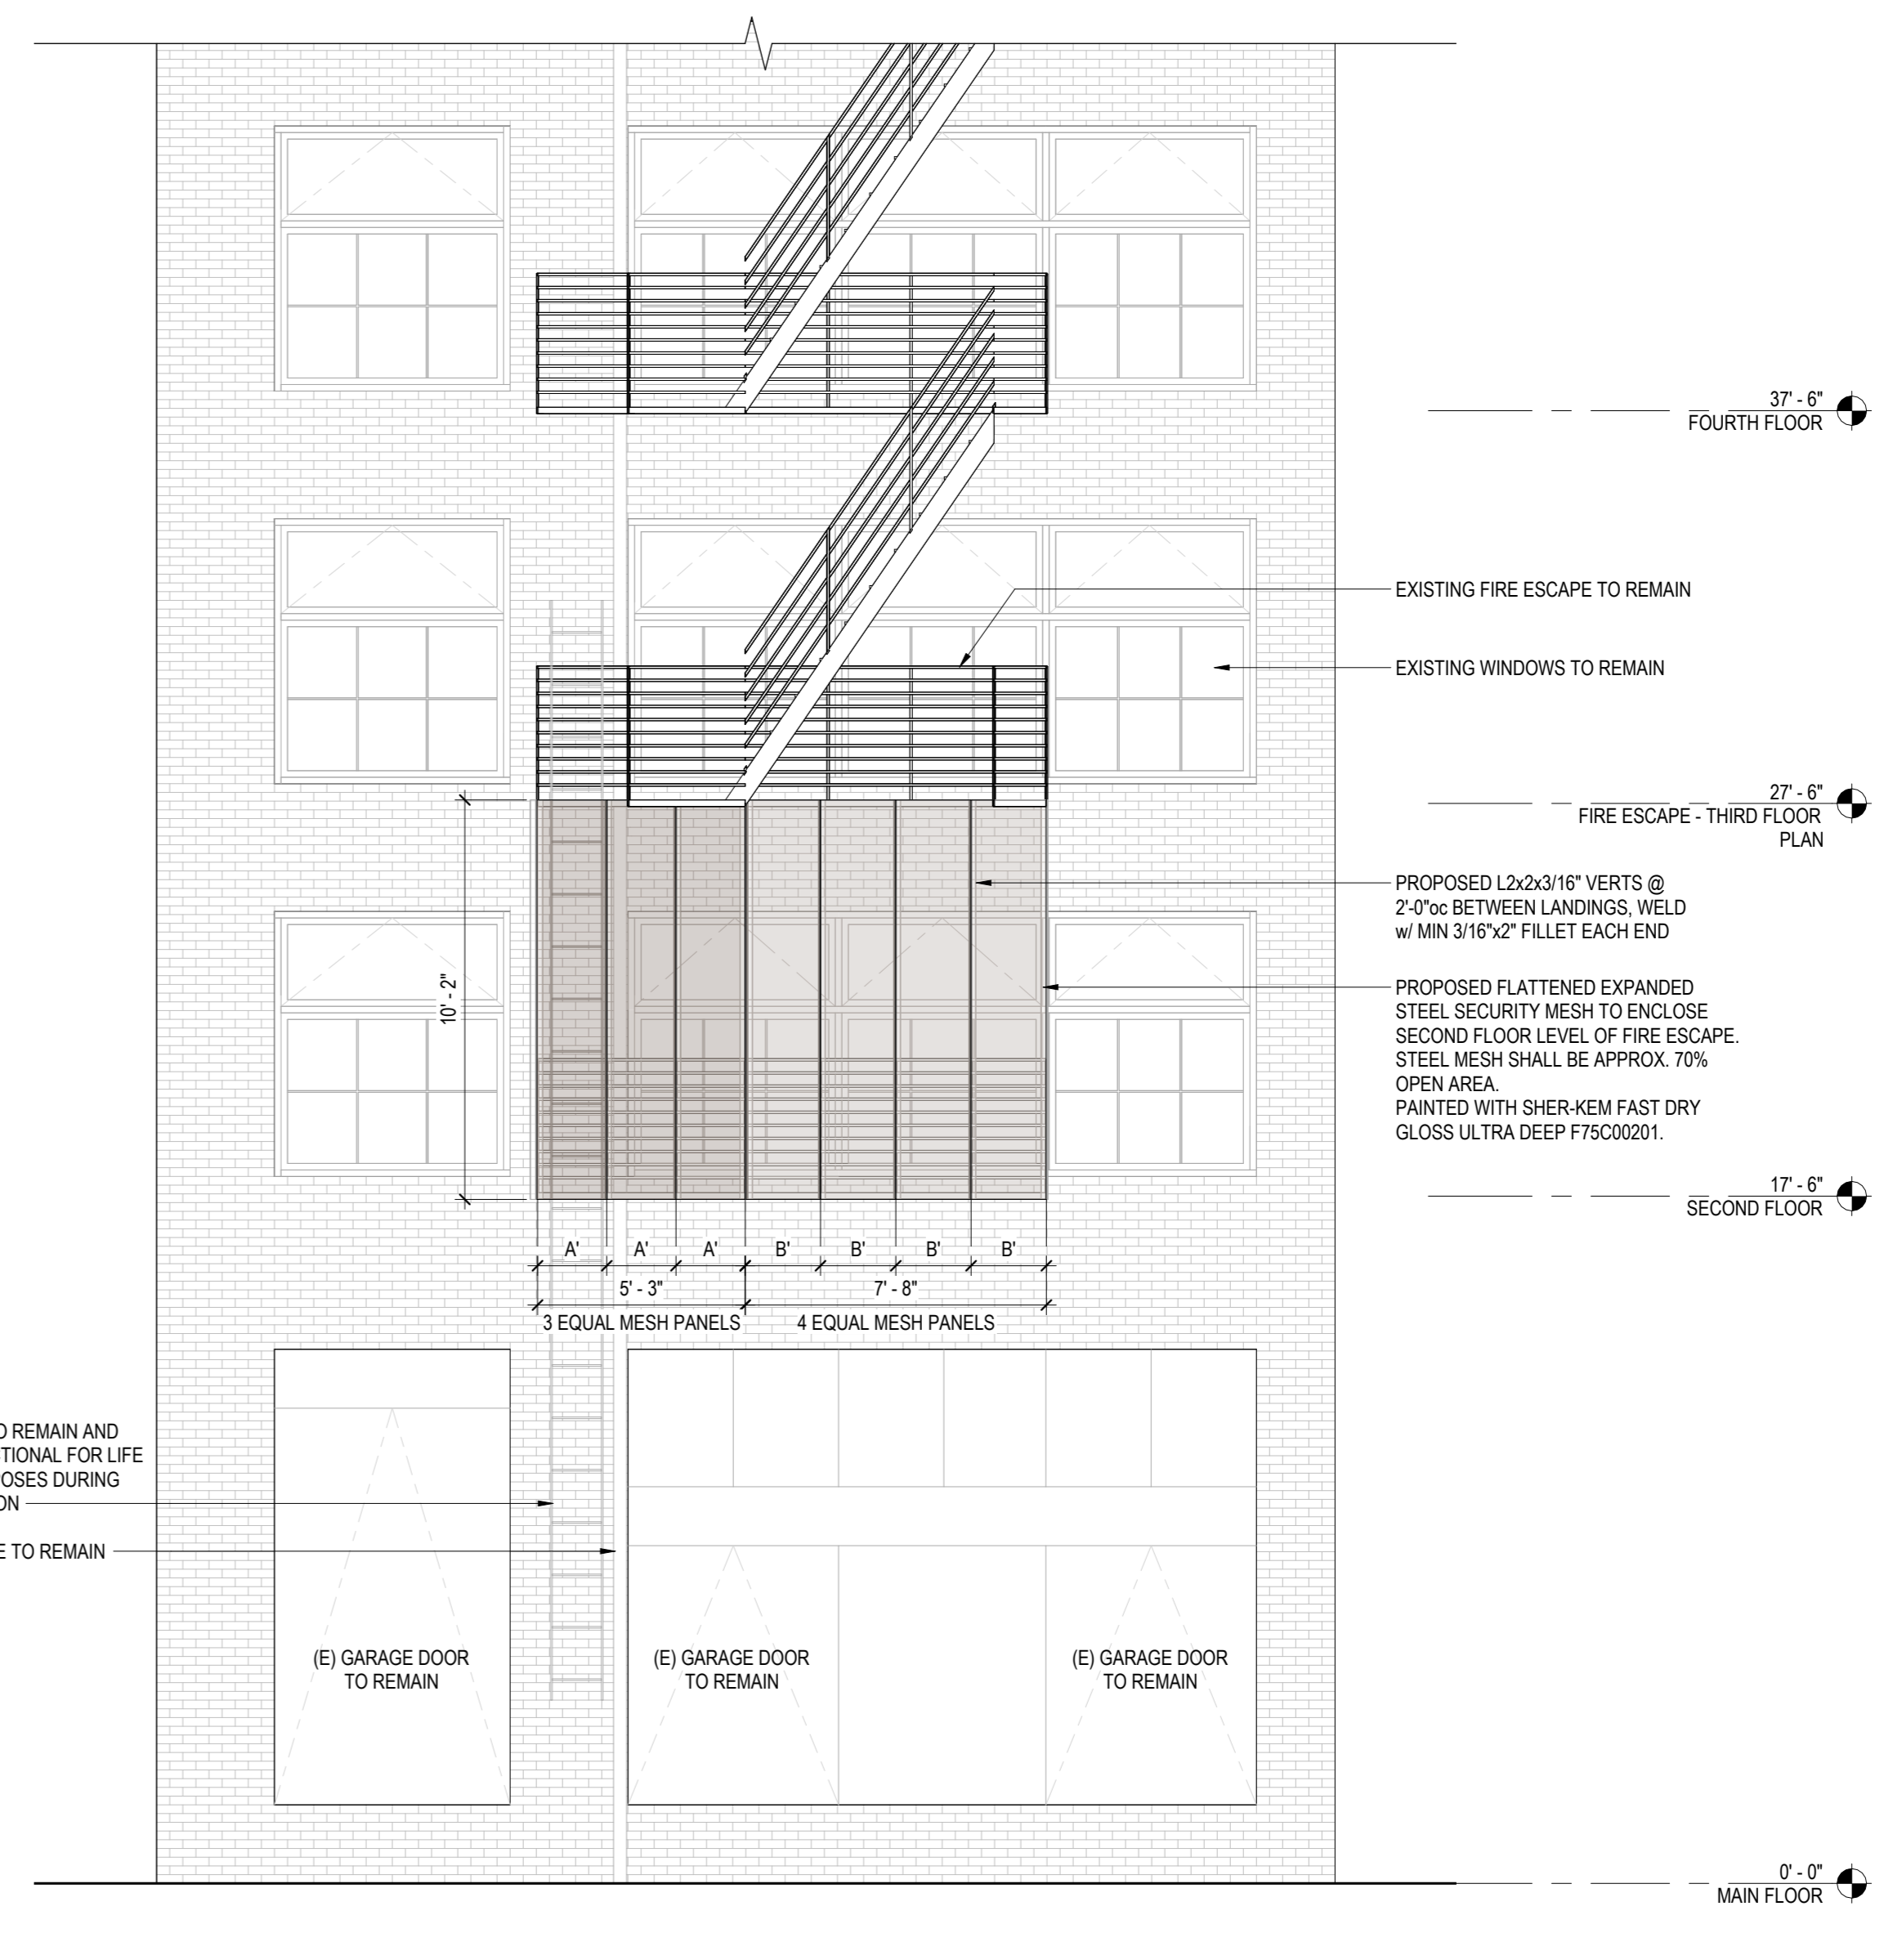 37' - 6"
FOURTH FLOOR
EXISTING FIRE ESCAPE TO REMAIN
EXISTING WINDOWS TO REMAIN
27' - 6"
FIRE ESCAPE - THIRD FLOOR
PLAN
PROPOSED L2x2x3/16" VERTS @
2'-0"oc BETWEEN LANDINGS, WELD
w/ MIN 3/16"x2" FILLET EACH END
10' - 2"
PROPOSED FLATTENED EXPANDED
STEEL SECURITY MESH TO ENCLOSE
SECOND FLOOR LEVEL OF FIRE ESCAPE.
STEEL MESH SHALL BE APPROX. 70%
OPEN AREA.
PAINTED WITH SHER-KEM FAST DRY
GLOSS ULTRA DEEP F75C00201.
17' - 6"
SECOND FLOOR
A' A' A' B' B' B' B'
5' - 3" 7' - 8"
3 EQUAL MESH PANELS 4 EQUAL MESH PANELS
O REMAIN AND
CTIONAL FOR LIFE
POSES DURING
ON
E TO REMAIN
(E) GARAGE DOOR
TO REMAIN
(E) GARAGE DOOR
TO REMAIN
(E) GARAGE DOOR
TO REMAIN
0' - 0"
MAIN FLOOR